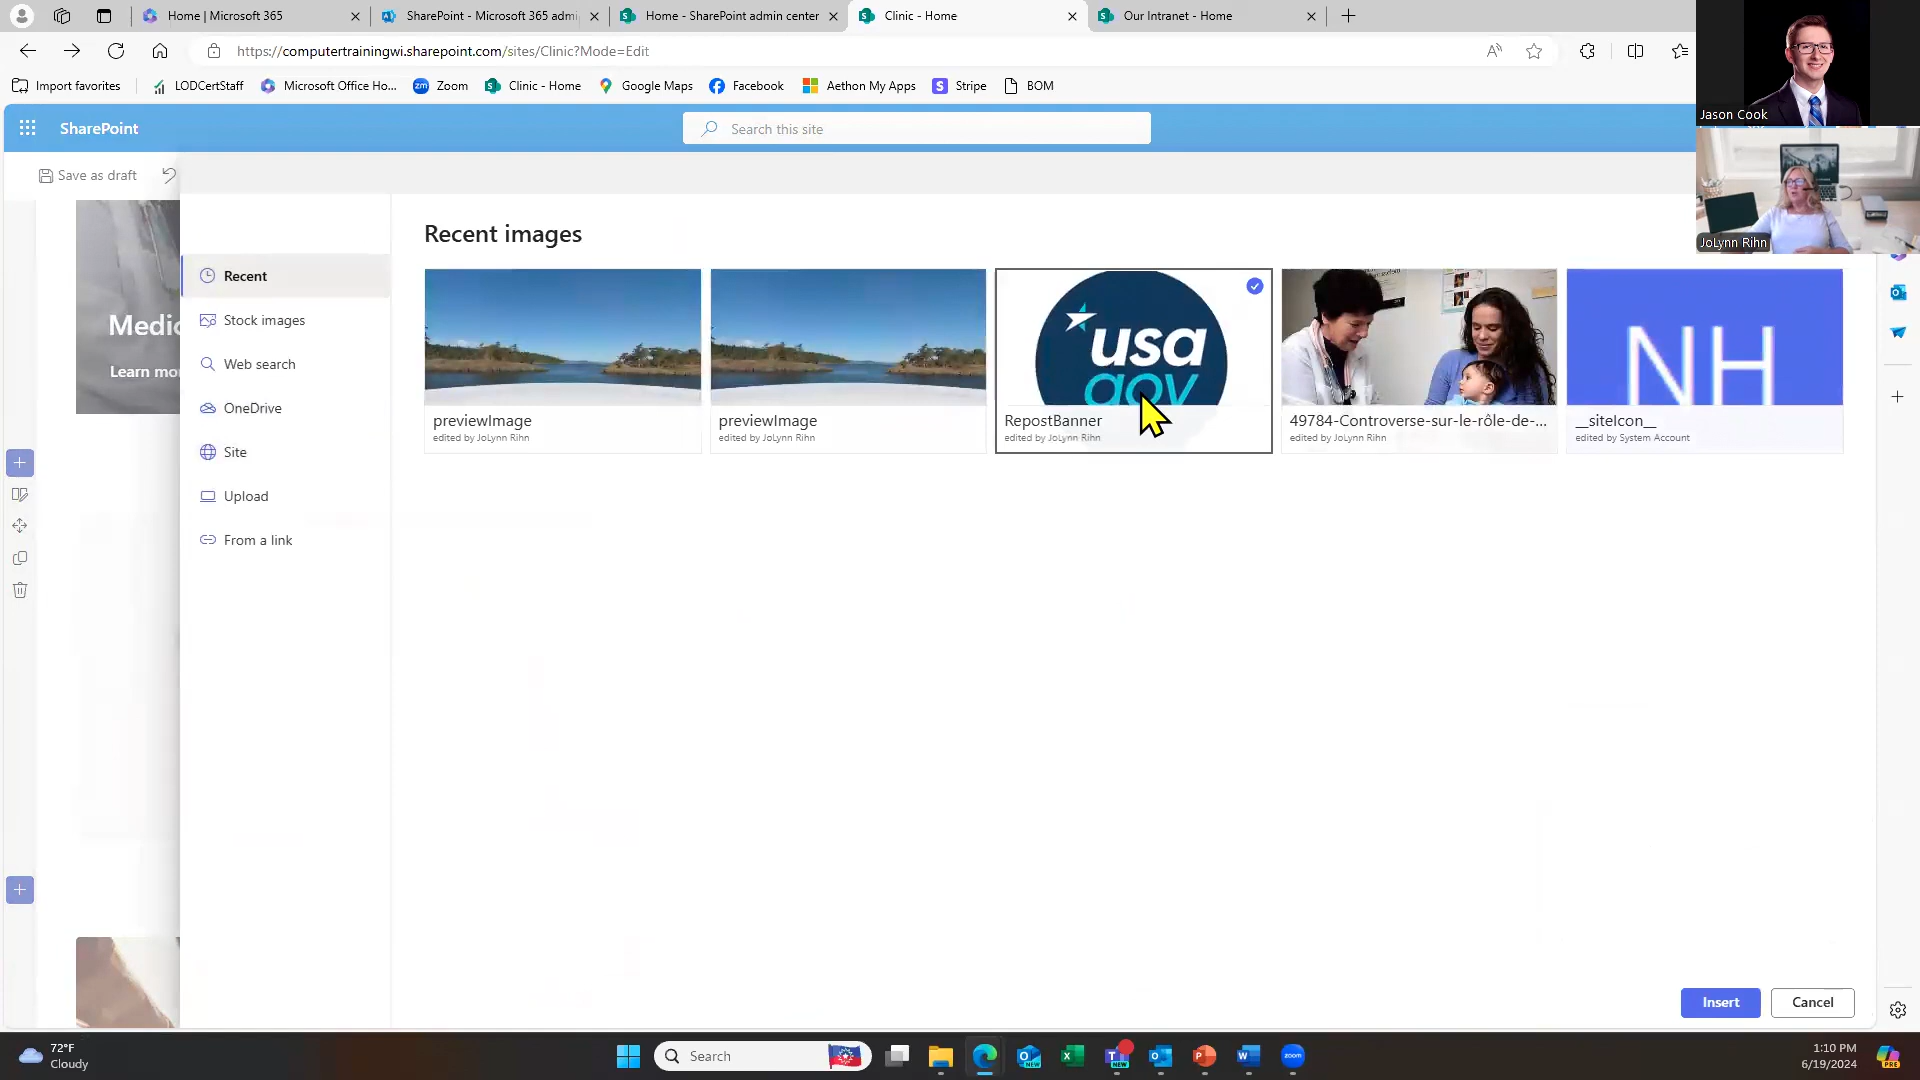 Home | Microsoft 365
SharePoint - Microsoft 365 admi
Home - SharePoint admin center
Clinic - Home
Our Intranet - Home
https://computertrainingwi.sharepoint.com/sites/Clinic?Mode=Edit
Import favorites
LODCertStaff
Microsoft Office Ho...
Zoom
Clinic - Home
Google Maps
Facebook
Aethon My Apps
Stripe
BOM
Jason Cook
SharePoint
Search this site
Save as draft
JoLynn Rihn
Recent images
Recent
Stock images
Web search
OneDrive
Site
Upload
From a link
Medic
Learn mo
usa
gov
NH
previewImage
edited by JoLynn Rihn
previewImage
edited by JoLynn Rihn
RepostBanner
edited by JoLynn Rihn
49784-Controverse-sur-le-rôle-de-...
edited by JoLynn Rihn
__siteIcon__
edited by System Account
Insert
Cancel
72°F
Cloudy
Search
1:10 PM
6/19/2024